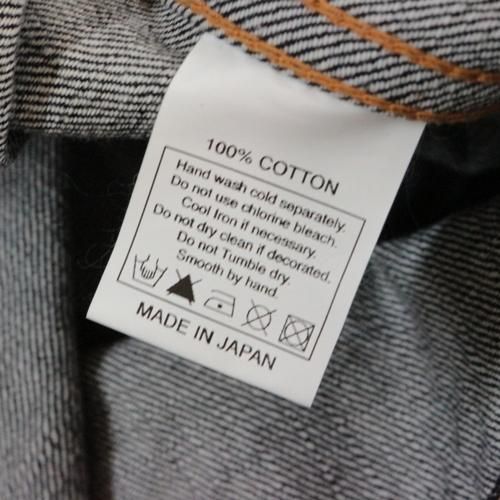 100% COTTON
Hand wash cold separately.
Do not use chlorine bleach.
Cool Iron if necessary.
Do not dry clean if decorated.
Do not Tumble dry.
Smooth by hand.
MADE IN JAPAN